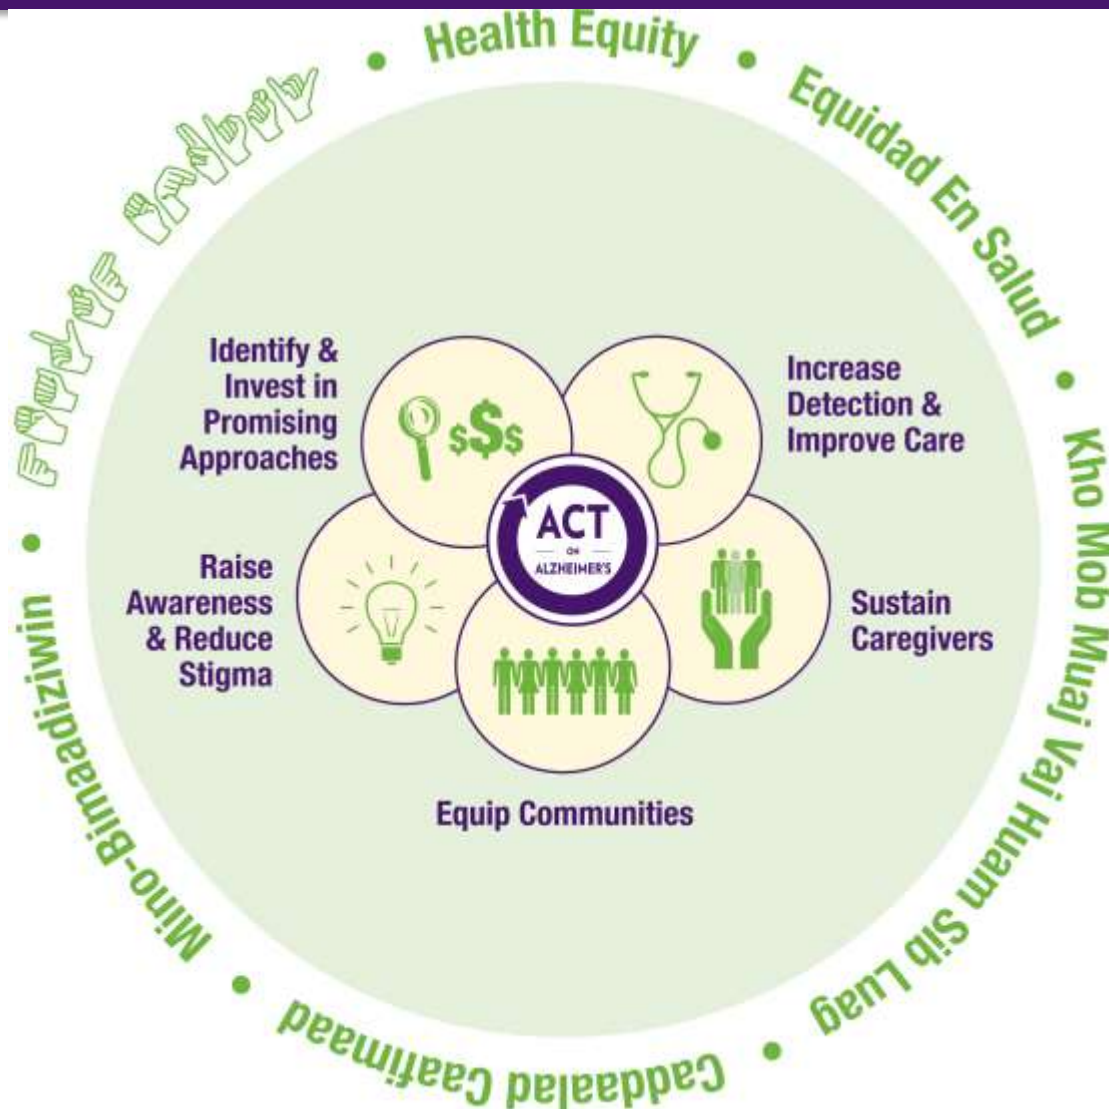 Health Equity
Equidad En Salud
Kho Mob Muaj Vaj Huam Sib Luag
Caddaalad Caafimaad
Mino-Bimaadiziwin
Identify &
Invest in
Promising
Approaches
$$$
Increase
Detection &
Improve Care
ACT
ON
ALZHEIMER'S
Raise
Awareness
& Reduce
Stigma
Sustain
Caregivers
Equip Communities